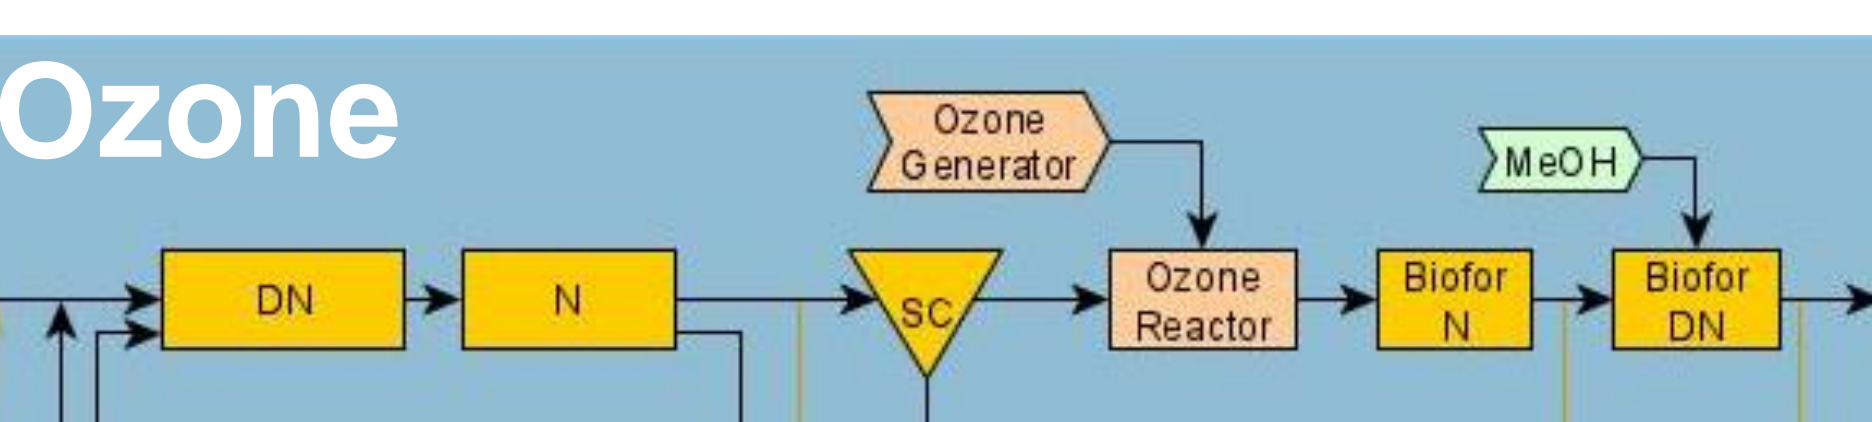 Ozone
Ozone
Generator
MeOH
DN
N
SC
Ozone
Reactor
Biofor
N
Biofor
DN